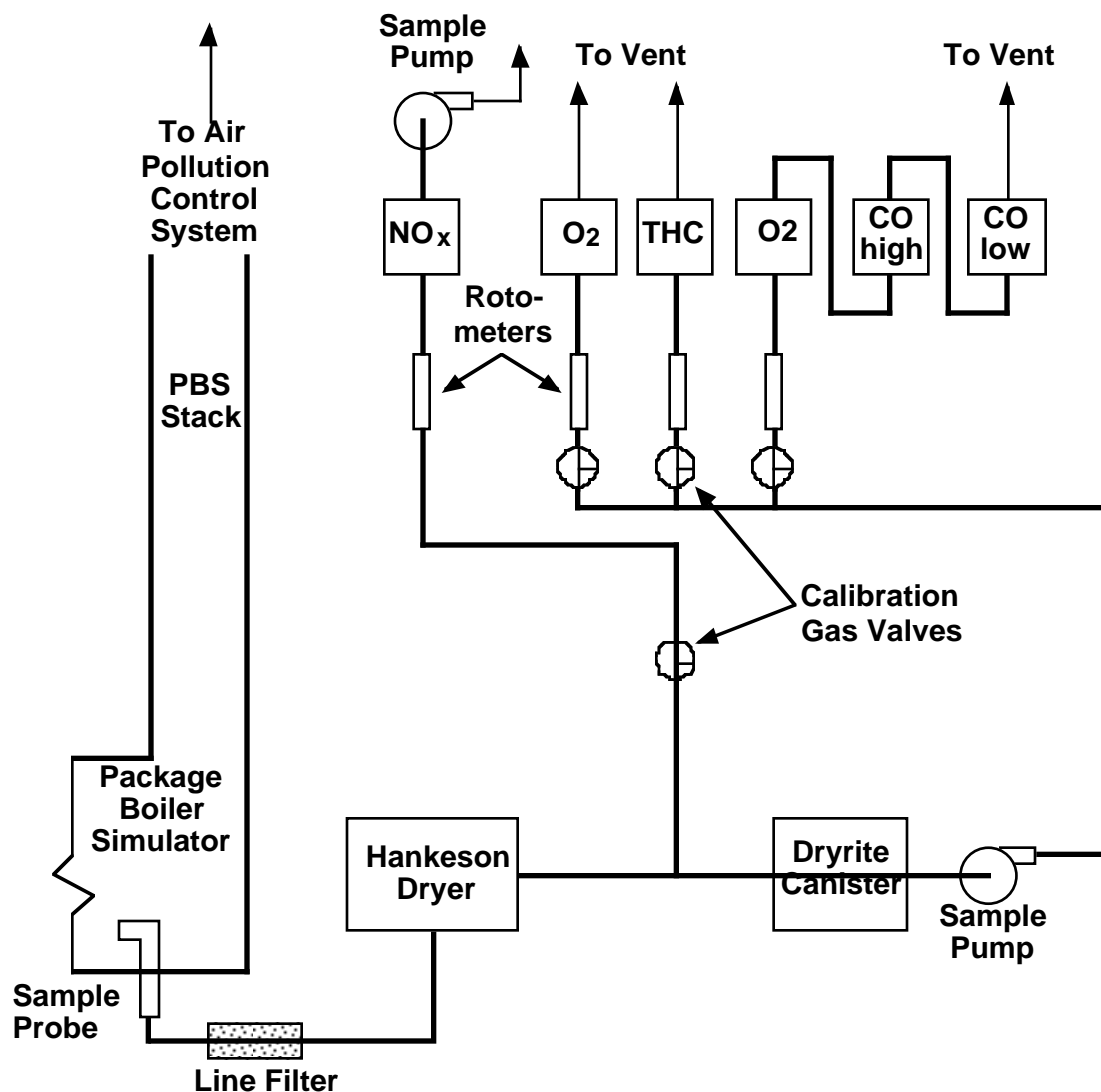 Sample
Pump
To Vent
To Vent
To Air
Pollution
Control
System
NOx
O2
THC
O2
CO
high
CO
low
Roto-
meters
PBS
Stack
Calibration
Gas Valves
Package
Boiler
Simulator
Hankeson
Dryer
Dryrite
Canister
Sample
Pump
Sample
Probe
Line Filter